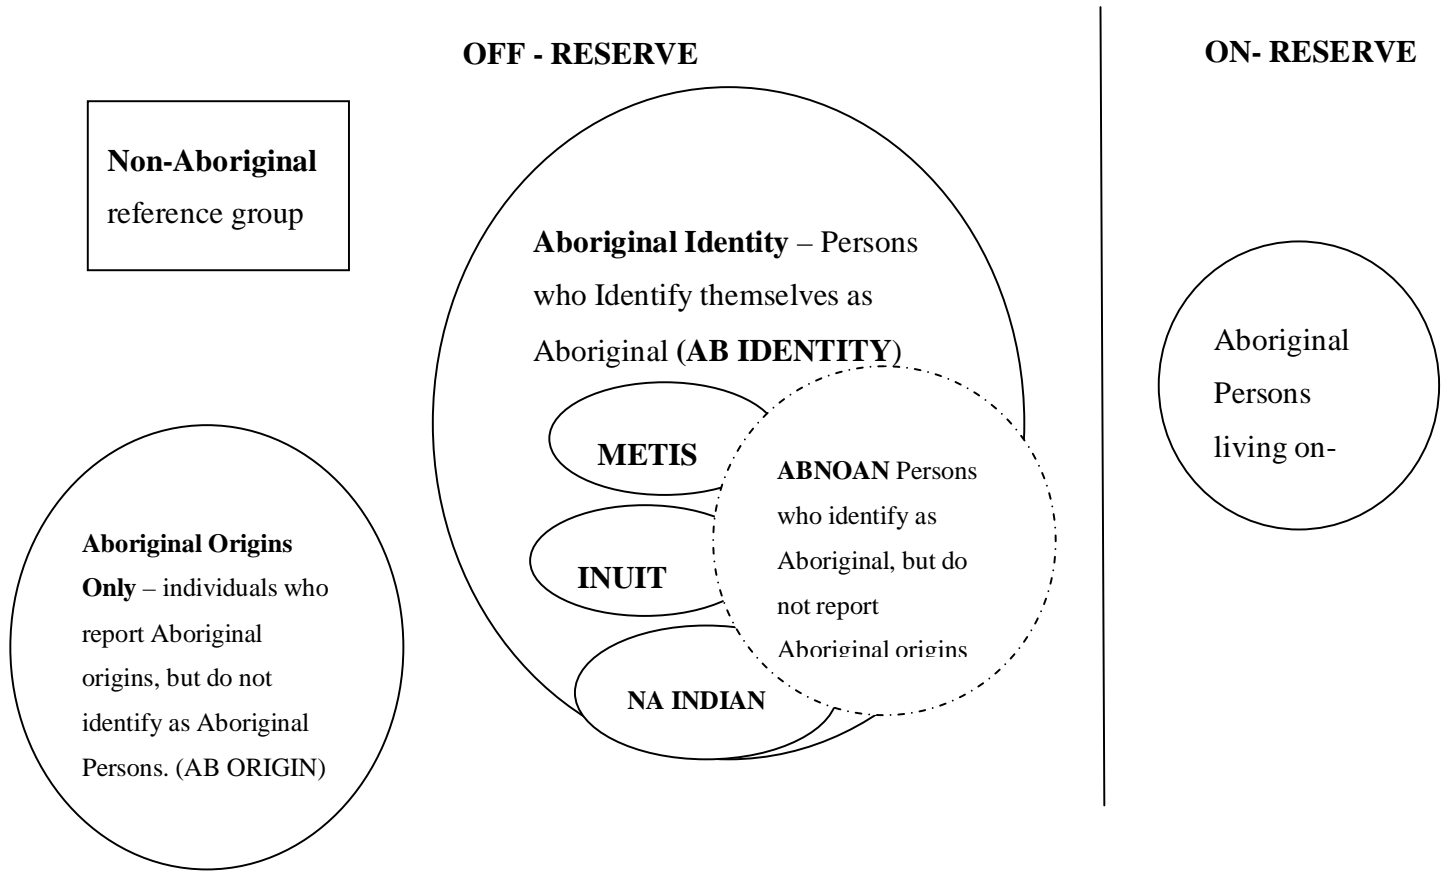 OFF - RESERVE
ON- RESERVE
Non-Aboriginal
reference group
Aboriginal Identity – Persons
who Identify themselves as
Aboriginal (AB IDENTITY)
METIS
INUIT
NA INDIAN
ABNOAN Persons
who identify as
Aboriginal, but do
not report
Aboriginal origins
Aboriginal Origins
Only – individuals who
report Aboriginal
origins, but do not
identify as Aboriginal
Persons. (AB ORIGIN)
Aboriginal
Persons
living on-